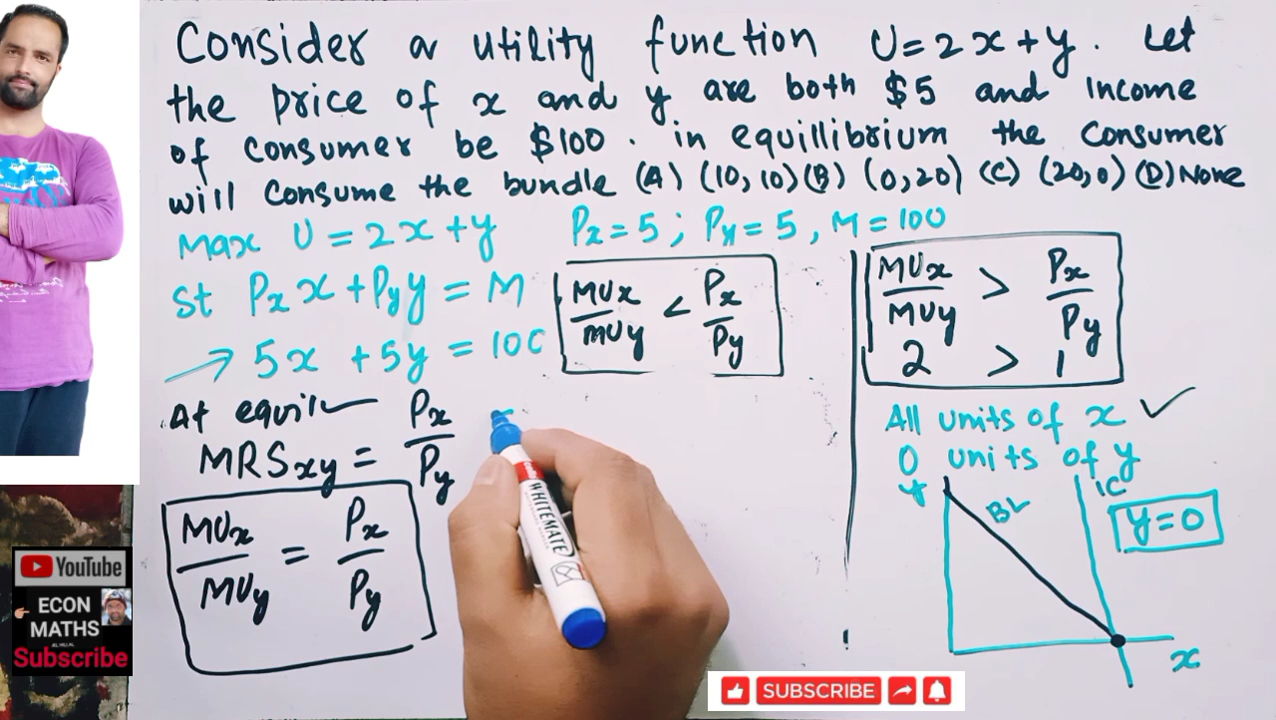 Consider a utility function U=2x+y. Let
the price of x and y are both $5 and income
of consumer be $100. in equillibrium the consumer
will consume the bundle (A) (10,10) (B) (0,20) (C) (20,0) (D) None
Max U = 2x+y Px=5; Py=5, M=100
St Px x + Py y = M
→ 5x + 5y = 100
MUx/MUy < Px/Py
At equil
MRSxy = Px/Py
MUx/MUy = Px/Py
MUx/MUy > Px/Py
2 > 1
All units of x ✓
0 units of y
y
BL
IC
y=0
x
YouTube
ECON
MATHS
Subscribe
WHITEMATE
SUBSCRIBE